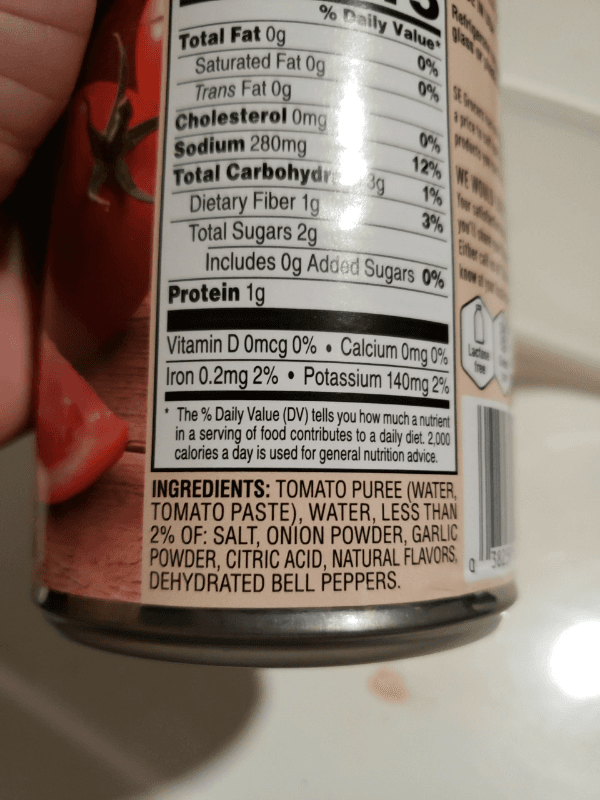 % Daily Value*
Total Fat 0g 0%
Saturated Fat 0g 0%
Trans Fat 0g
Cholesterol 0mg 0%
Sodium 280mg 12%
Total Carbohydr 3g 1%
Dietary Fiber 1g 3%
Total Sugars 2g
Includes 0g Added Sugars 0%
Protein 1g
Vitamin D 0mcg 0% • Calcium 0mg 0%
Iron 0.2mg 2% • Potassium 140mg 2%
* The % Daily Value (DV) tells you how much a nutrient
in a serving of food contributes to a daily diet. 2,000
calories a day is used for general nutrition advice.
INGREDIENTS: TOMATO PUREE (WATER,
TOMATO PASTE), WATER, LESS THAN
2% OF: SALT, ONION POWDER, GARLIC
POWDER, CITRIC ACID, NATURAL FLAVORS,
DEHYDRATED BELL PEPPERS.
Lactose
free